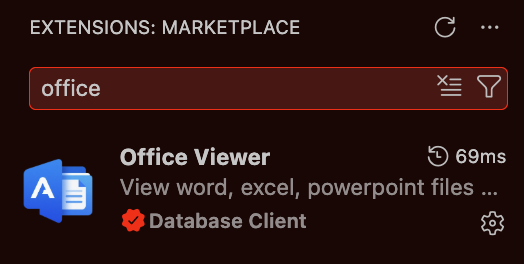 EXTENSIONS: MARKETPLACE
office
Office Viewer 69ms
View word, excel, powerpoint files ...
Database Client